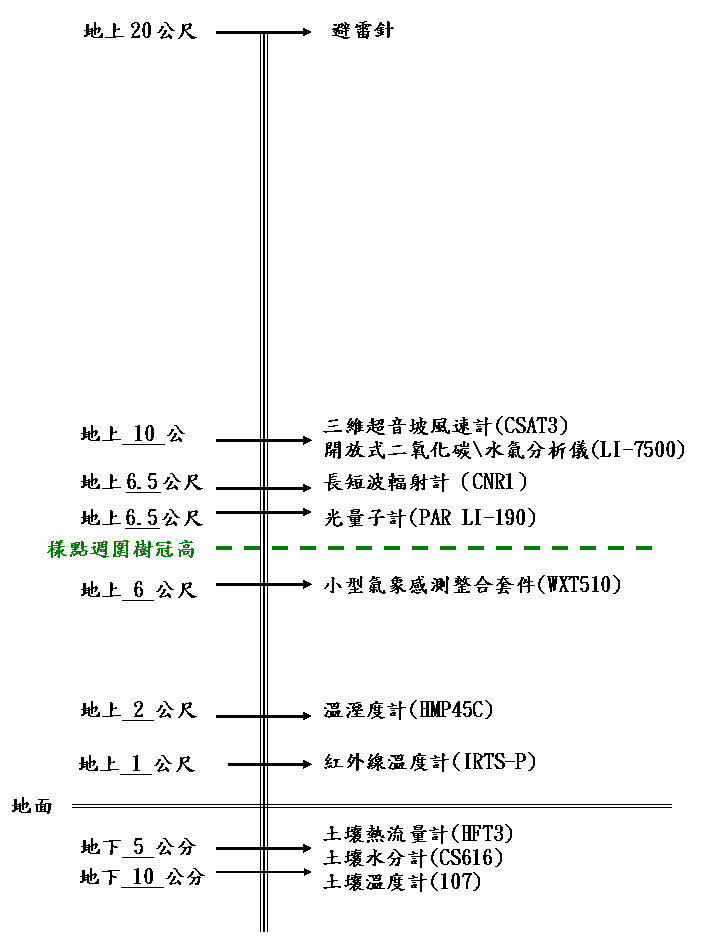 地上 20 公尺 避雷針
地上 10 公 三維超音坡風速計(CSAT3)
開放式二氧化碳\水氣分析儀(LI-7500)
地上 6.5 公尺 長短波輻射計 (CNR1)
地上 6.5 公尺 光量子計(PAR LI-190)
樣點週圍樹冠高
地上 6 公尺 小型氣象感測整合套件(WXT510)
地上 2 公尺 溫溼度計(HMP45C)
地上 1 公尺 紅外線溫度計(IRTS-P)
地面
地下 5 公分 土壤熱流量計(HFT3)
土壤水分計(CS616)
地下 10 公分 土壤溫度計(107)